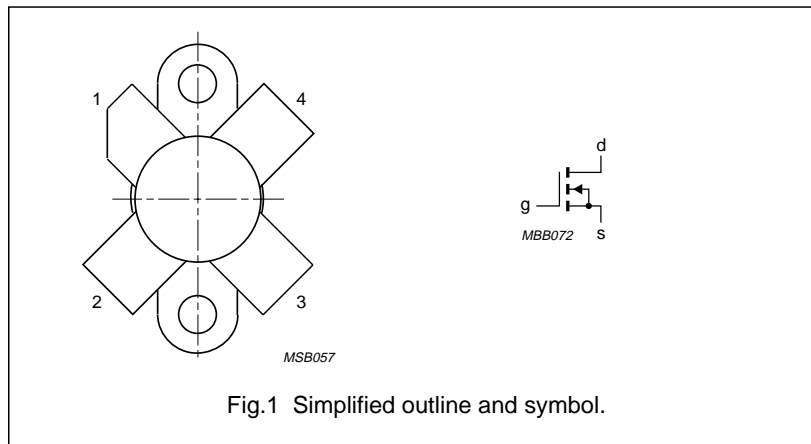 1
4
2
3
MSB057
d
g
MBB072
s
Fig.1 Simplified outline and symbol.